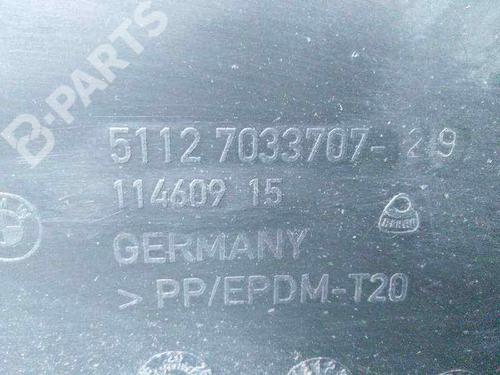 B-PARTS
5112 7033707- 29
114609 15
GERMANY
> PP/EPDM-T20